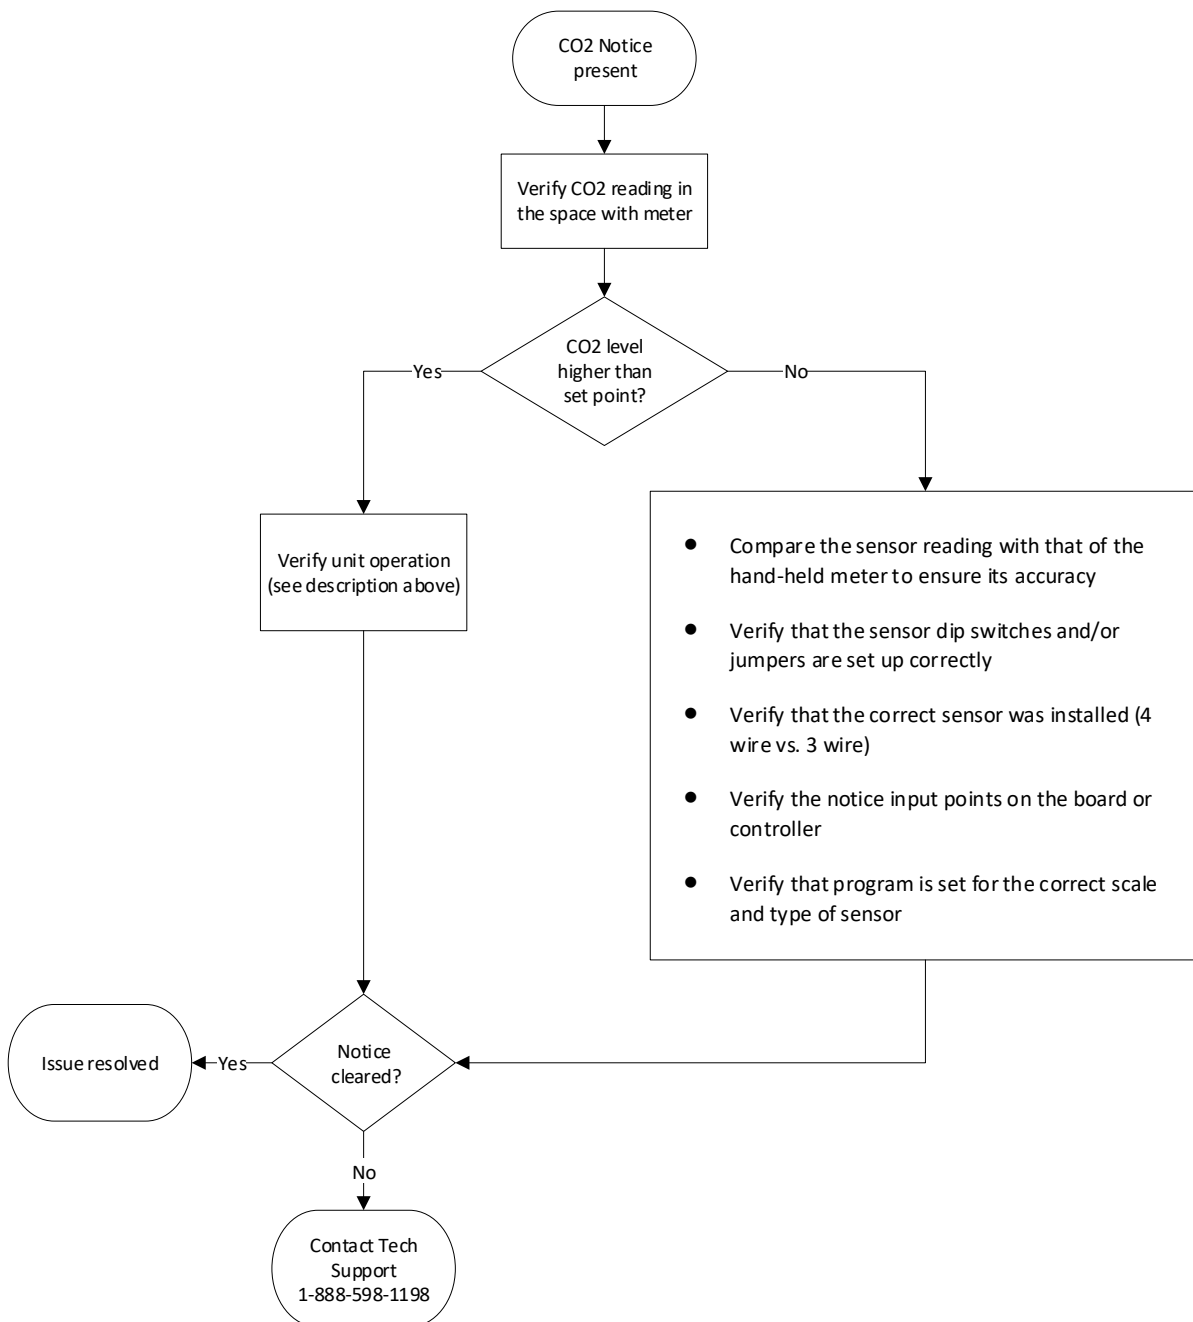 CO2 Notice
present
Verify CO2 reading in
the space with meter
CO2 level
higher than
set point?
Yes
No
Verify unit operation
(see description above)
● Compare the sensor reading with that of the
hand-held meter to ensure its accuracy
● Verify that the sensor dip switches and/or
jumpers are set up correctly
● Verify that the correct sensor was installed (4
wire vs. 3 wire)
● Verify the notice input points on the board or
controller
● Verify that program is set for the correct scale
and type of sensor
Notice
cleared?
Yes
Issue resolved
No
Contact Tech
Support
1-888-598-1198